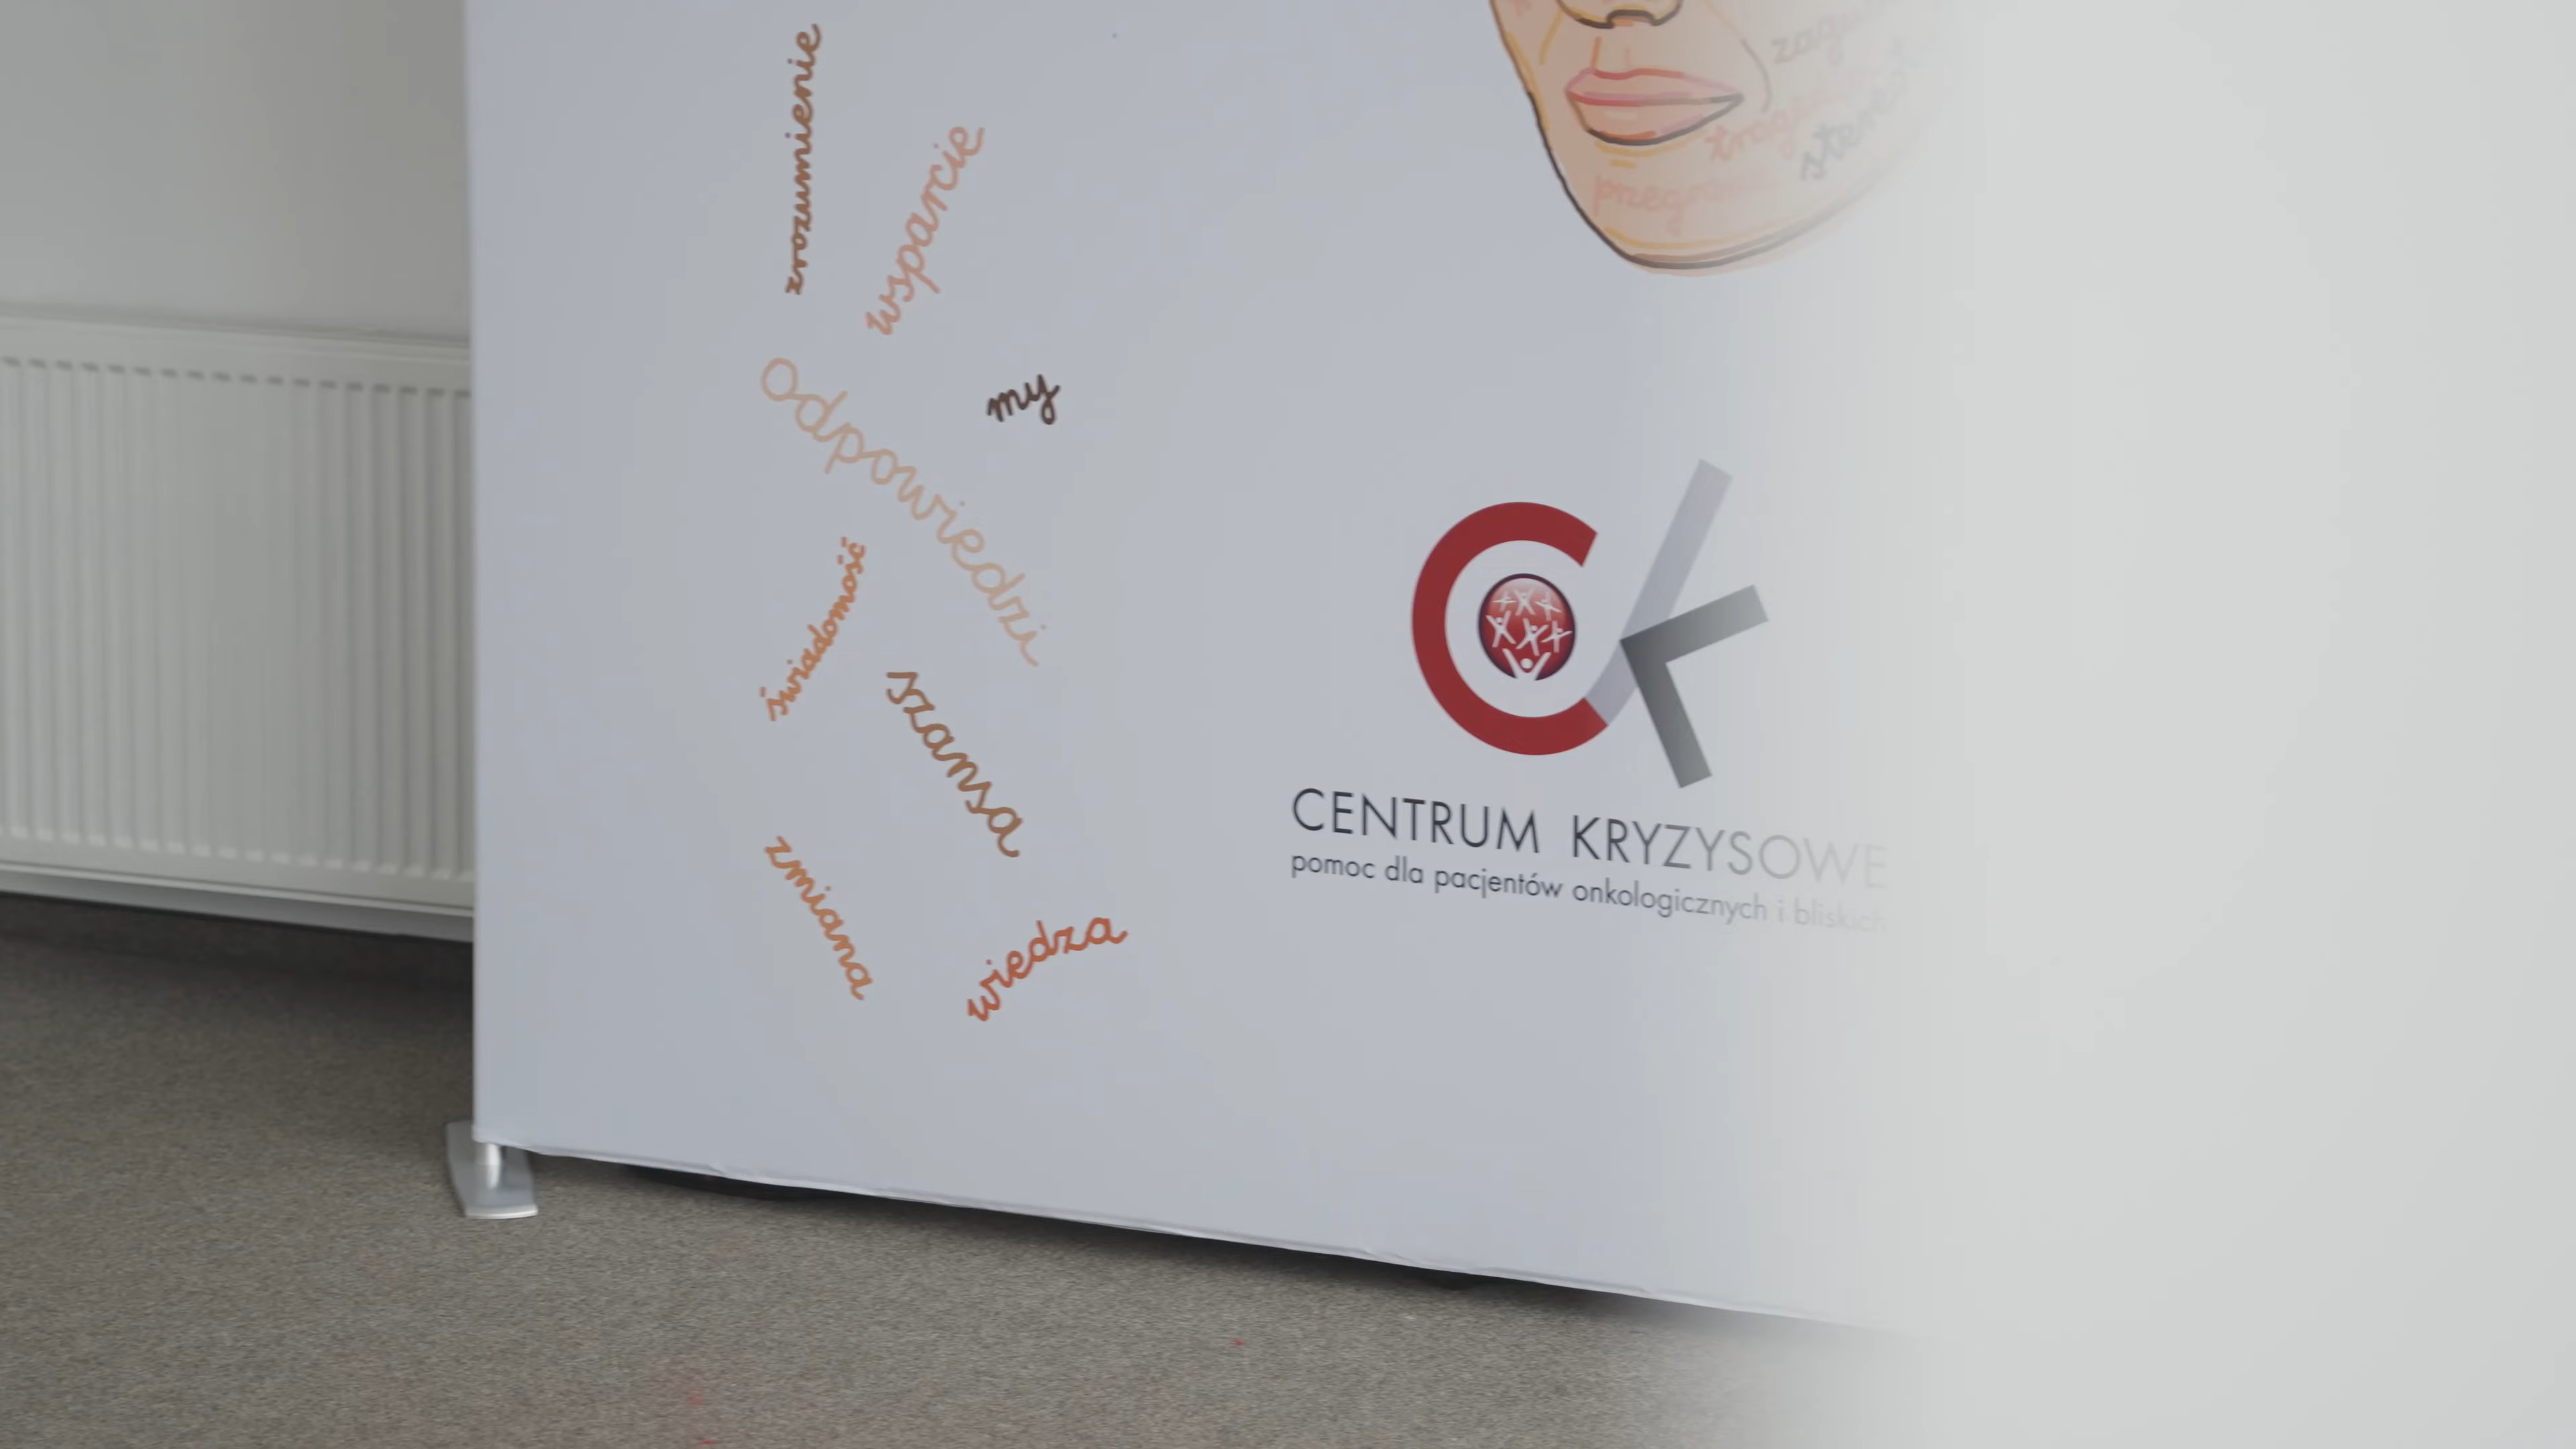 zrozumienie
wsparcie
my
odpowiedzi
świadomość
szansa
zmiana
wiedza
CENTRUM KRYZYSOWE
pomoc dla pacjentów onkologicznych i bliskich